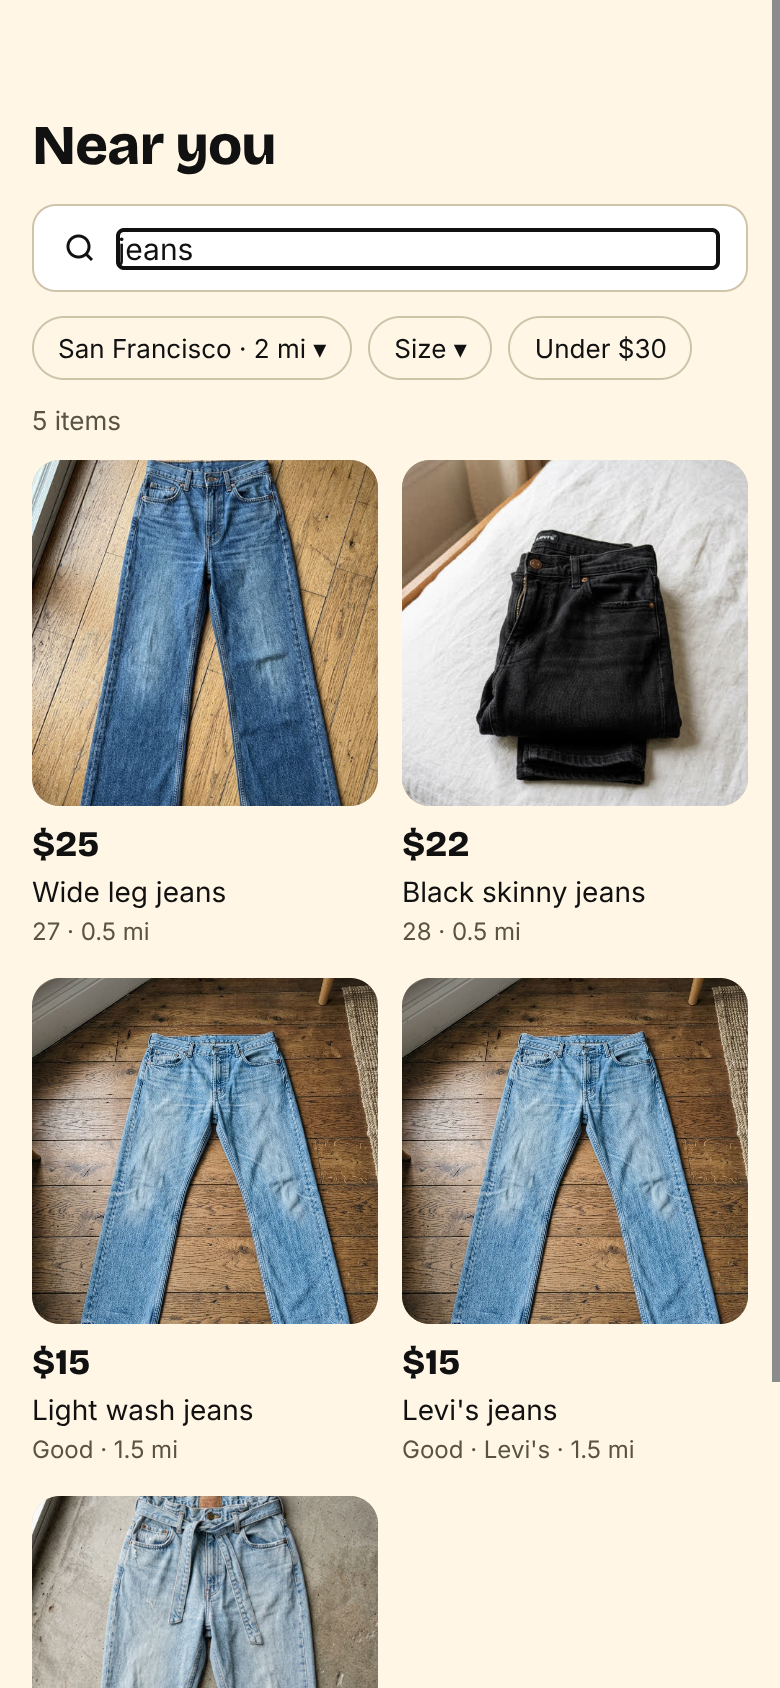 Near you
jeans
San Francisco · 2 mi ▾
Size ▾
Under $30
5 items
$25
Wide leg jeans
27 · 0.5 mi
$22
Black skinny jeans
28 · 0.5 mi
$15
Light wash jeans
Good · 1.5 mi
$15
Levi's jeans
Good · Levi's · 1.5 mi